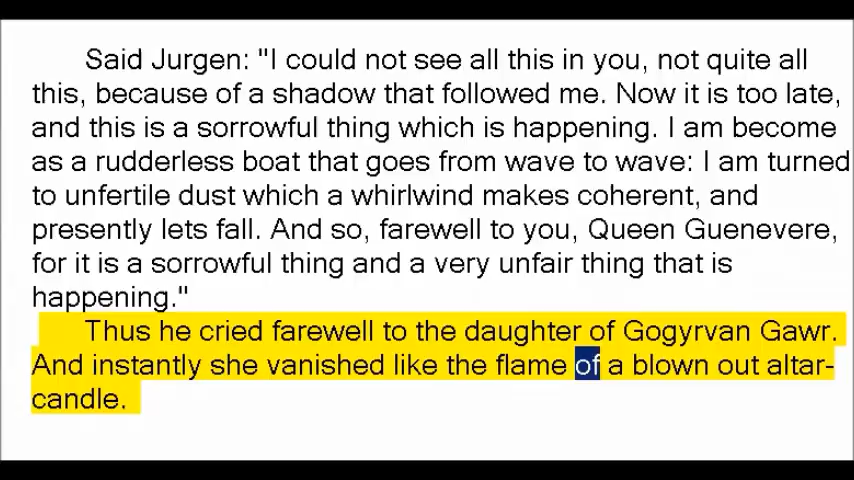 Said Jurgen: "I could not see all this in you, not quite all
this, because of a shadow that followed me. Now it is too late,
and this is a sorrowful thing which is happening. I am become
as a rudderless boat that goes from wave to wave: I am turned
to unfertile dust which a whirlwind makes coherent, and
presently lets fall. And so, farewell to you, Queen Guenevere,
for it is a sorrowful thing and a very unfair thing that is
happening."
Thus he cried farewell to the daughter of Gogyrvan Gawr.
And instantly she vanished like the flame of a blown out altar-
candle.